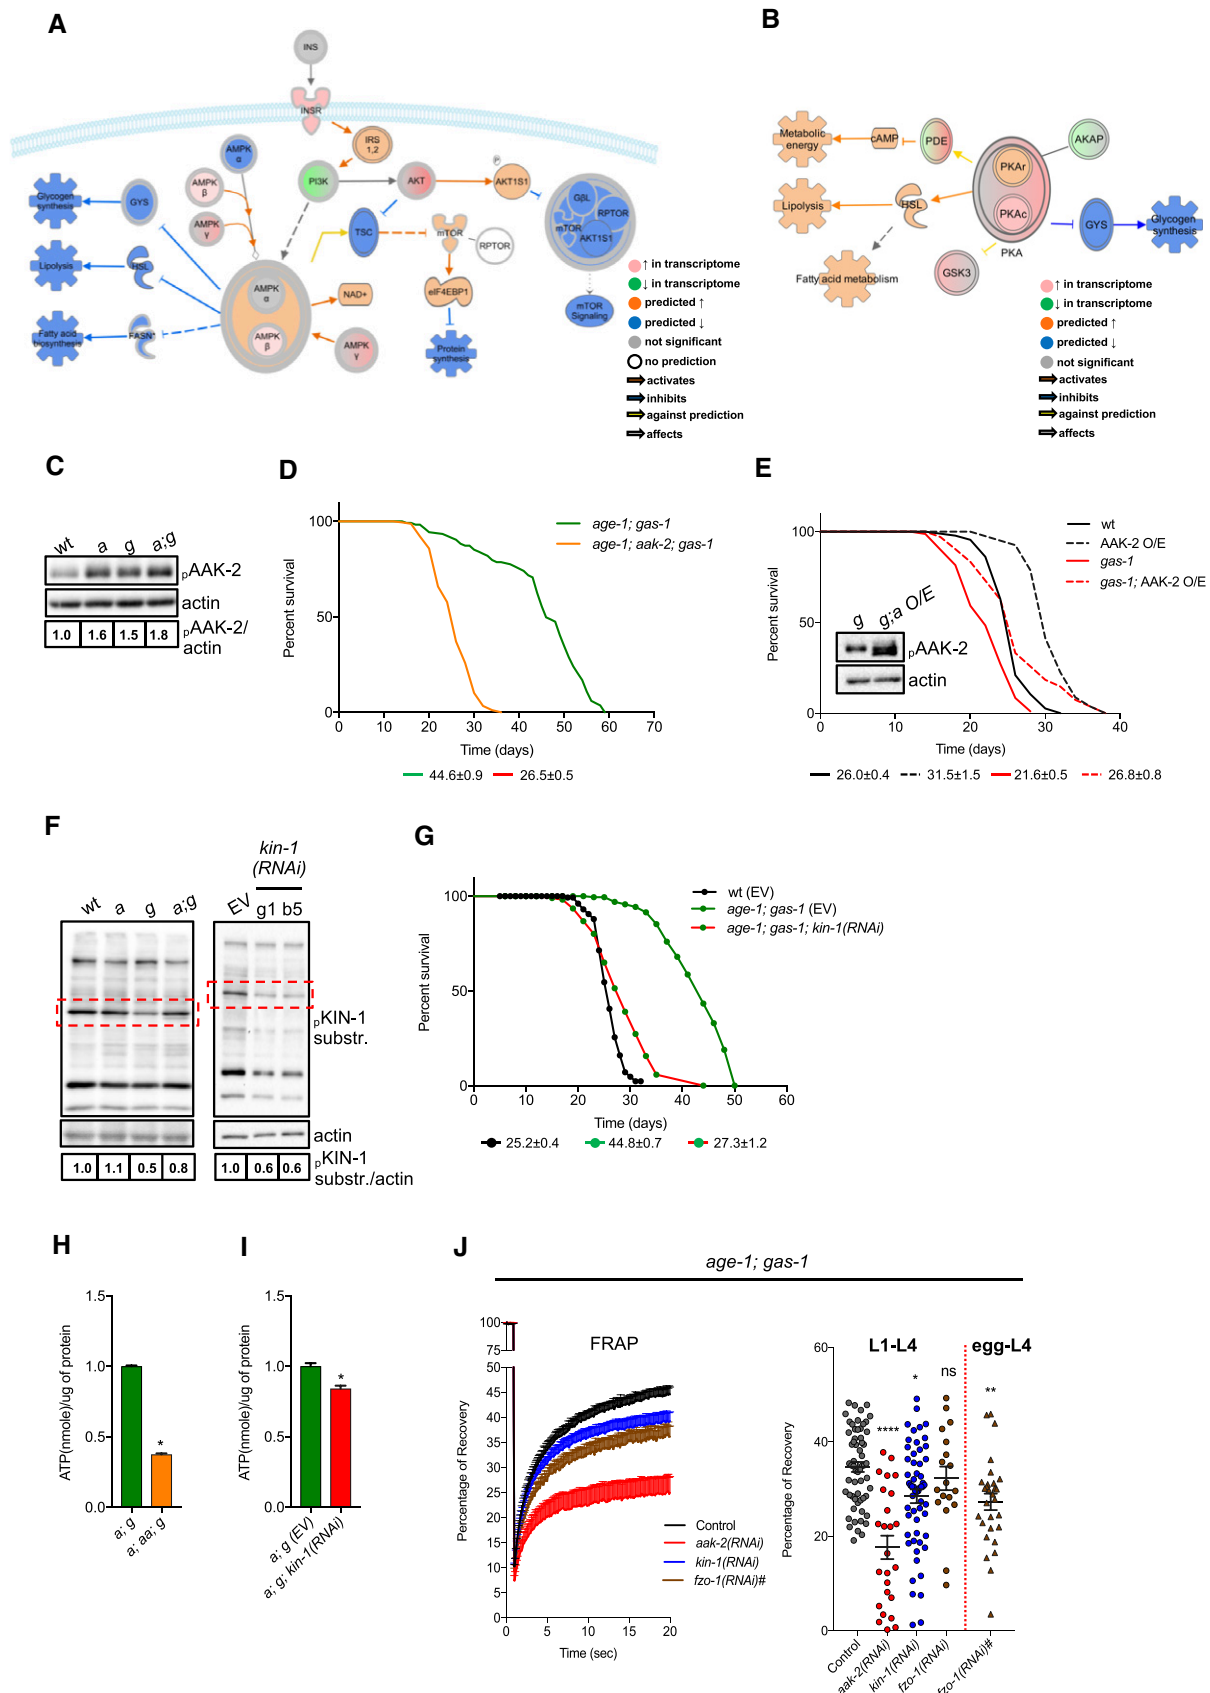 A
INS
INSR
IRS
1,2
AMPK
α
AMPK
β
AMPK
γ
PI3K
AKT
P
AKT1S1
Glycogen
synthesis
GYS
TSC
mTOR
RPTOR
GβL
RPTOR
mTOR
AKT1S1
mTOR
Signaling
Lipolysis
HSL
AMPK
α
NAD+
eIF4EBP1
Fatty acid
biosynthesis
FASN
AMPK
β
AMPK
γ
Protein
synthesis
↑ in transcriptome
↓ in transcriptome
predicted ↑
predicted ↓
not significant
no prediction
activates
inhibits
against prediction
affects
B
Metabolic
energy
cAMP
PDE
PKAr
PKAc
PKA
AKAP
Lipolysis
HSL
GYS
Glycogen
synthesis
Fatty acid metabolism
GSK3
↑ in transcriptome
↓ in transcriptome
predicted ↑
predicted ↓
not significant
activates
inhibits
against prediction
affects
C
wt a g a;g
pAAK-2
actin
1.0 1.6 1.5 1.8
pAAK-2/
actin
D
Percent survival
100
50
0
0 10 20 30 40 50 60 70
Time (days)
age-1; gas-1
age-1; aak-2; gas-1
44.6±0.9 26.5±0.5
E
Percent survival
100
50
0
0 10 20 30 40
Time (days)
wt
AAK-2 O/E
gas-1
gas-1; AAK-2 O/E
g g;a O/E
pAAK-2
actin
26.0±0.4 31.5±1.5 21.6±0.5 26.8±0.8
F
wt a g a;g
kin-1
(RNAi)
EV g1 b5
pKIN-1
substr.
actin
1.0 1.1 0.5 0.8
1.0 0.6 0.6
pKIN-1
substr./actin
G
Percent survival
100
50
0
0 10 20 30 40 50 60
Time (days)
wt (EV)
age-1; gas-1 (EV)
age-1; gas-1; kin-1(RNAi)
25.2±0.4 44.8±0.7 27.3±1.2
H
ATP(nmole)/ug of protein
1.5
1.0
0.5
0.0
*
a; g
a; aa; g
I
ATP(nmole)/ug of protein
1.5
1.0
0.5
0.0
*
a; g (EV)
a; g; kin-1(RNAi)
J
age-1; gas-1
FRAP
Percentage of Recovery
100
75
50
45
40
35
30
25
20
15
10
5
0
0 5 10 15 20
Time (sec)
Control
aak-2(RNAi)
kin-1(RNAi)
fzo-1(RNAi)#
Percentage of Recovery
60
40
20
0
L1-L4
egg-L4
****
*
ns
**
Control
aak-2(RNAi)
kin-1(RNAi)
fzo-1(RNAi)
fzo-1(RNAi)#